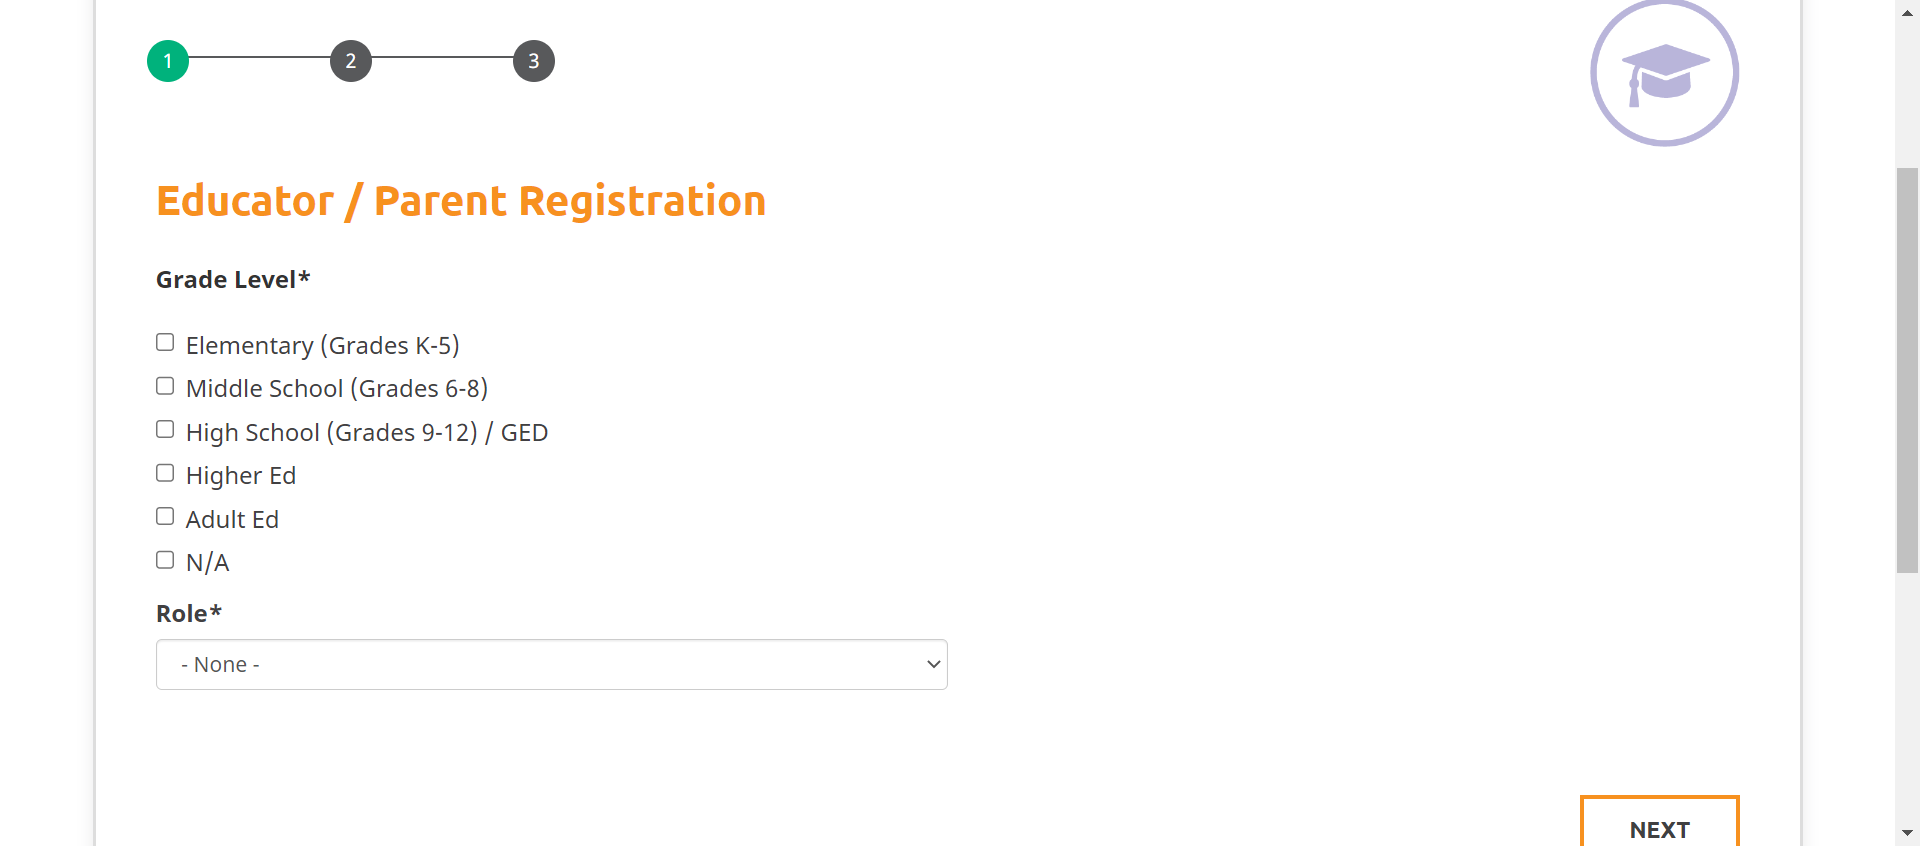 1 2 3
Educator / Parent Registration
Grade Level*
Elementary (Grades K-5)
Middle School (Grades 6-8)
High School (Grades 9-12) / GED
Higher Ed
Adult Ed
N/A
Role*
- None -
NEXT